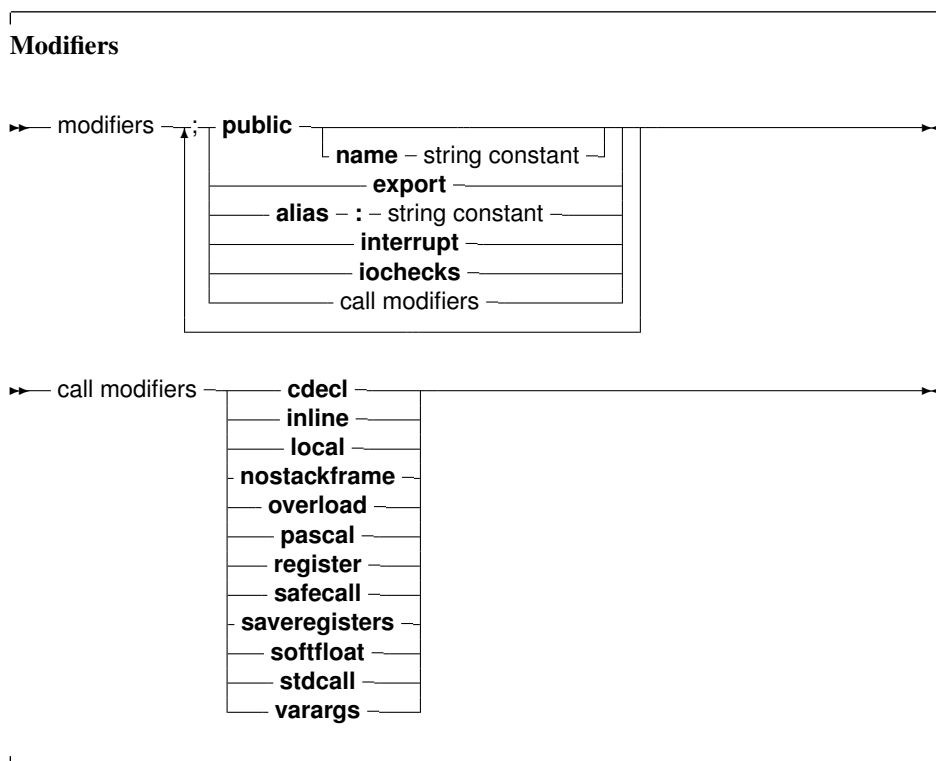 Modifiers
modifiers ; public
name string constant
export
alias : string constant
interrupt
iochecks
call modifiers
call modifiers cdecl
inline
local
nostackframe
overload
pascal
register
safecall
saveregisters
softfloat
stdcall
varargs